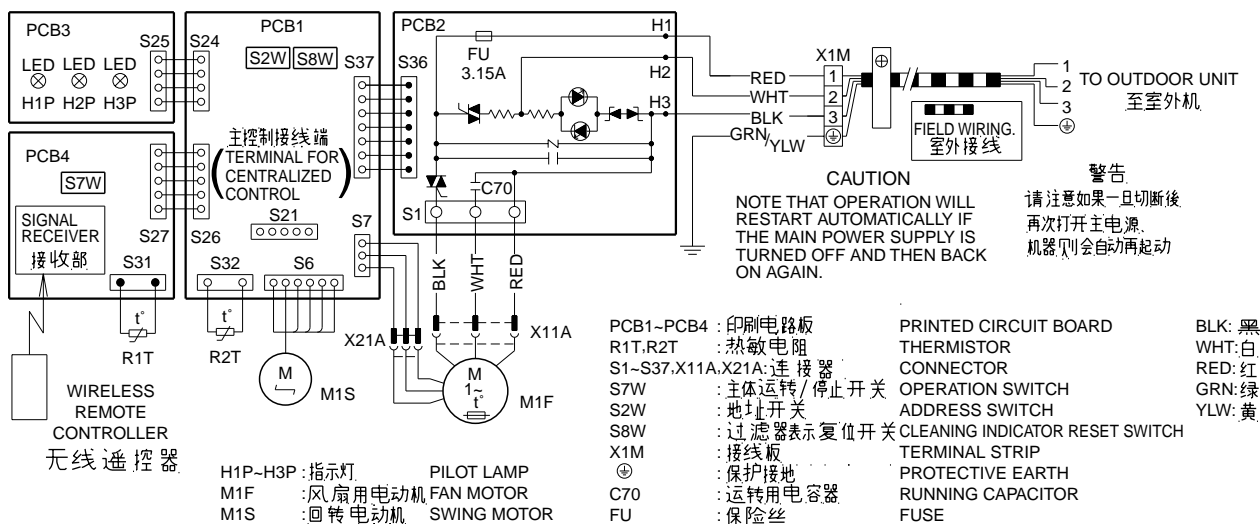 PCB3
LED LED LED
H1P H2P H3P
S25
S24
PCB1
S2W S8W
S37
S36
PCB2
FU
3.15A
H1
H2
H3
RED
WHT
BLK
GRN/YLW
X1M
1
2
3
1
2
3
TO OUTDOOR UNIT
至室外机
FIELD WIRING.
室外接线
PCB4
S7W
SIGNAL
RECEIVER
接收部
S27
S26
主控制接线端
(TERMINAL FOR
CENTRALIZED
CONTROL)
S21
S7
S1
C70
S31
S32
S6
BLK
WHT
RED
t°
R1T
t°
R2T
M
M1S
X21A
X11A
M
1~
t°
M1F
WIRELESS
REMOTE
CONTROLLER
无线遥控器
CAUTION
NOTE THAT OPERATION WILL
RESTART AUTOMATICALLY IF
THE MAIN POWER SUPPLY IS
TURNED OFF AND THEN BACK
ON AGAIN.
警告
请注意如果一旦切断後
再次打开主电源、
机器则会自动再起动
PCB1~PCB4 : 印刷电路板 PRINTED CIRCUIT BOARD
R1T,R2T : 热敏电阻 THERMISTOR
S1~S37,X11A,X21A: 连接器 CONNECTOR
S7W : 主体运转/停止开关 OPERATION SWITCH
S2W : 地址开关 ADDRESS SWITCH
S8W : 过滤器表示复位开关 CLEANING INDICATOR RESET SWITCH
X1M : 接线板 TERMINAL STRIP
: 保护接地 PROTECTIVE EARTH
C70 : 运转用电容器 RUNNING CAPACITOR
FU : 保险丝 FUSE
BLK: 黑
WHT: 白
RED: 红
GRN: 绿
YLW: 黄
H1P~H3P : 指示灯 PILOT LAMP
M1F : 风扇用电动机 FAN MOTOR
M1S : 回转电动机 SWING MOTOR